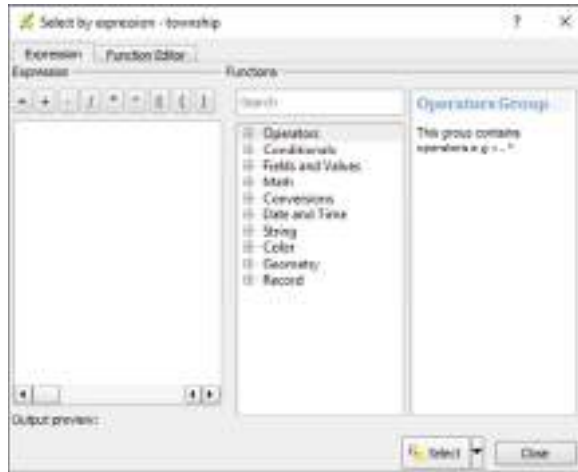 Select by expression - township ? ×
Expression Function Editor
Expression
Functions
= + - / * ^ || ( )
Search
Operators
Conditionals
Fields and Values
Math
Conversions
Date and Time
String
Color
Geometry
Record
Operators Group
This group contains
operators e.g + - *
Output preview:
Select Close